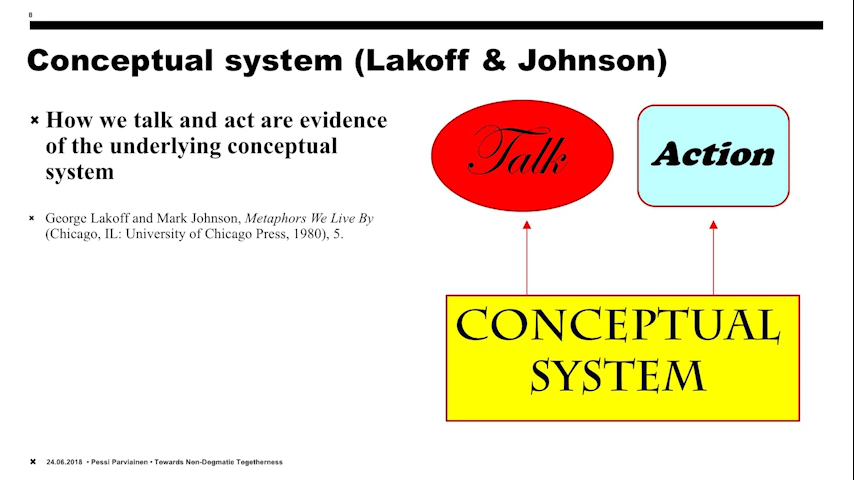 8
Conceptual system (Lakoff & Johnson)
How we talk and act are evidence
of the underlying conceptual
system
George Lakoff and Mark Johnson, Metaphors We Live By
(Chicago, IL: University of Chicago Press, 1980), 5.
Talk
Action
CONCEPTUAL
SYSTEM
24.06.2018 • Pessi Parviainen • Towards Non-Dogmatic Togetherness